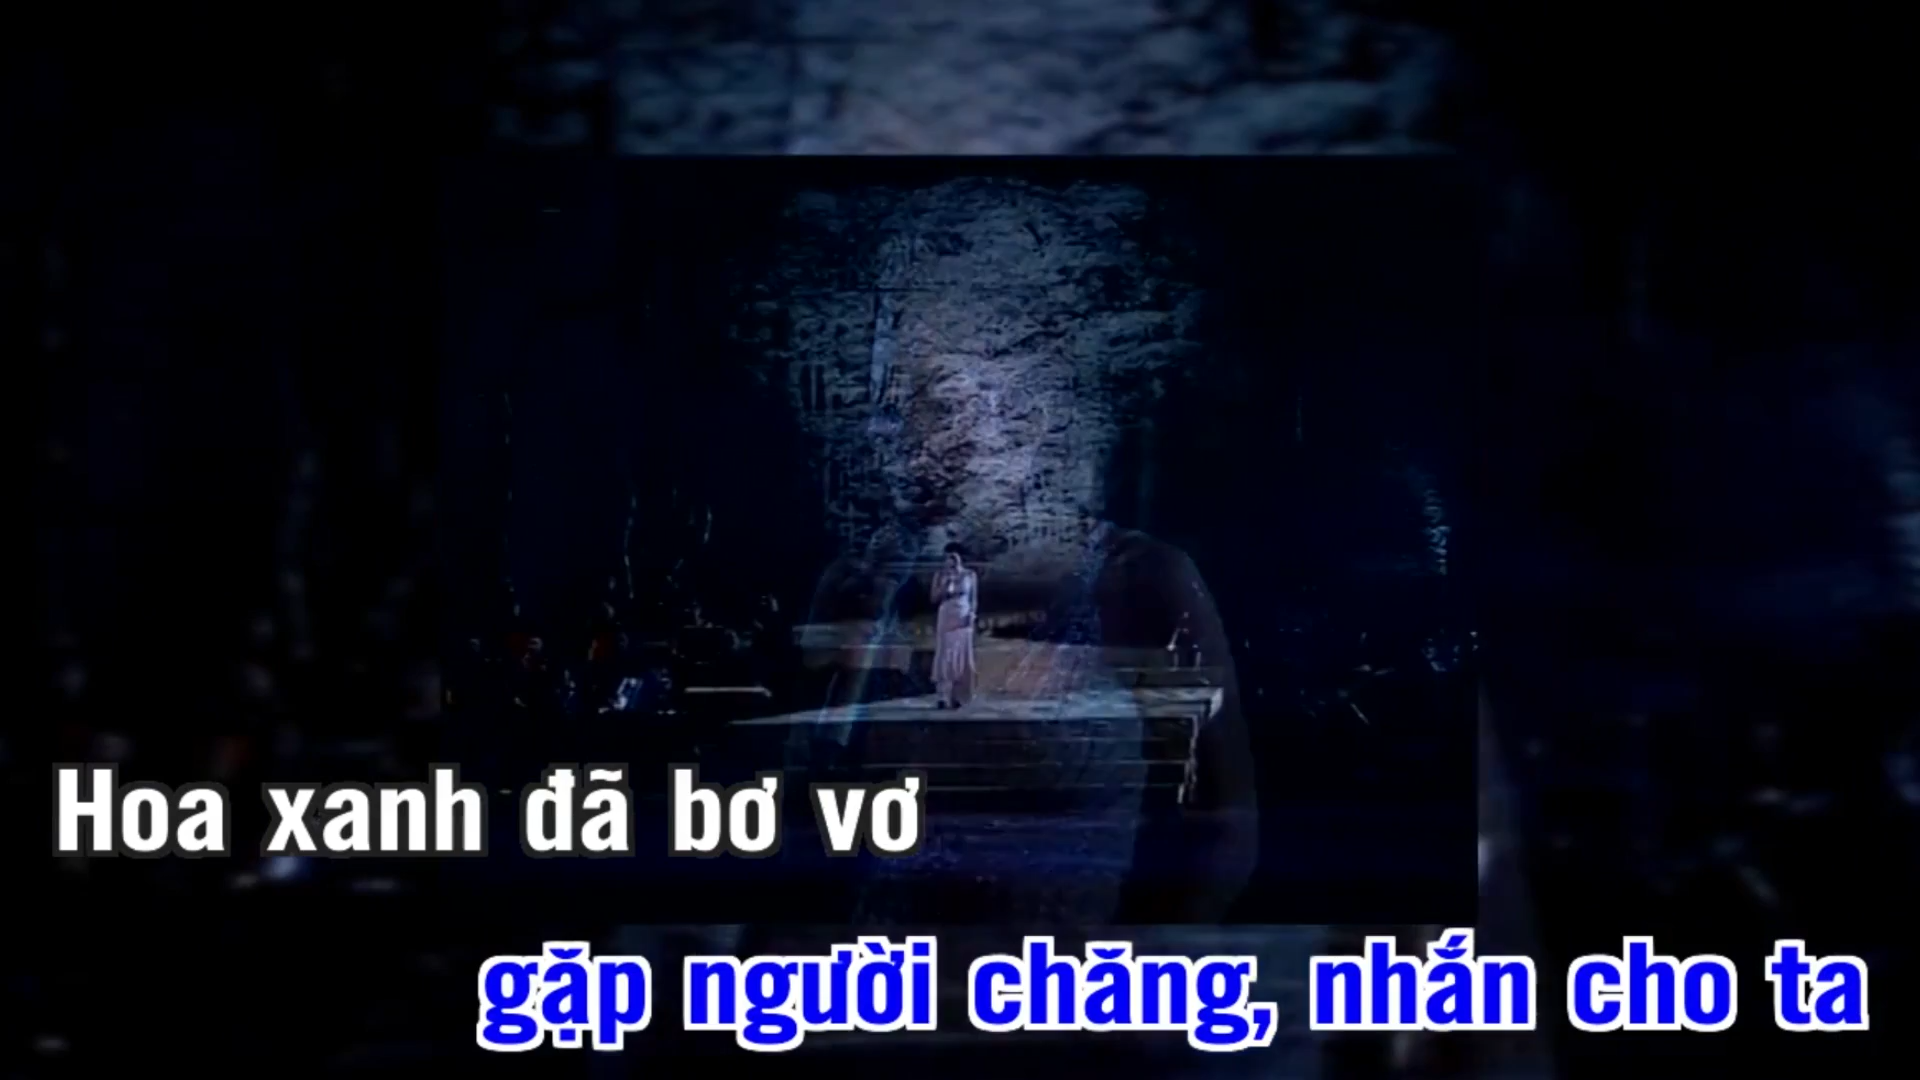 Hoa xanh đã bơ vơ
gặp người chăng, nhắn cho ta